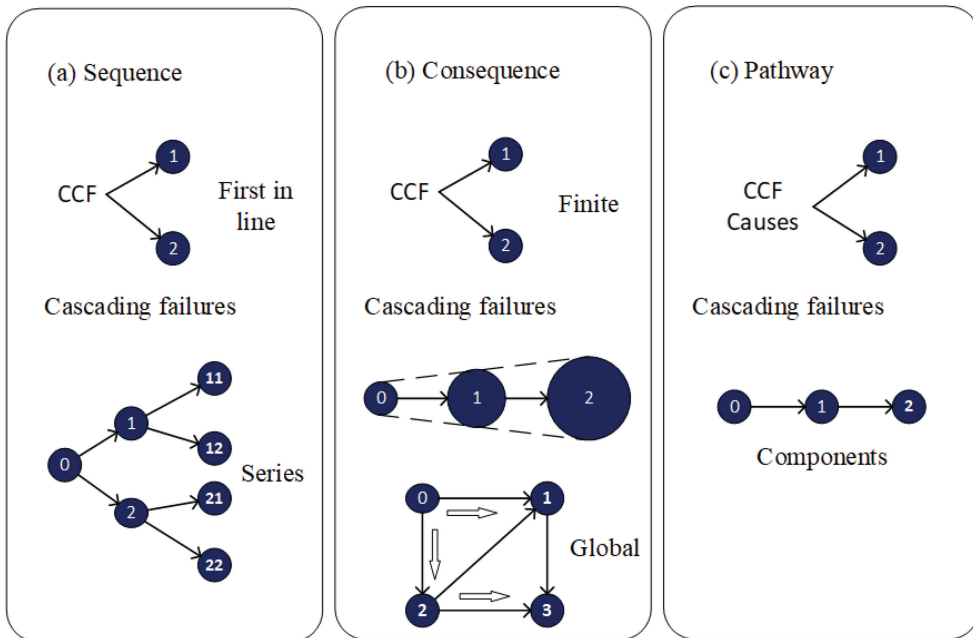 (a) Sequence
1
CCF
First in
line
2
Cascading failures
11
1
12
0
Series
21
2
22
(b) Consequence
1
CCF
Finite
2
Cascading failures
0
1
2
0
1
Global
2
3
(c) Pathway
1
CCF
Causes
2
Cascading failures
0
1
2
Components